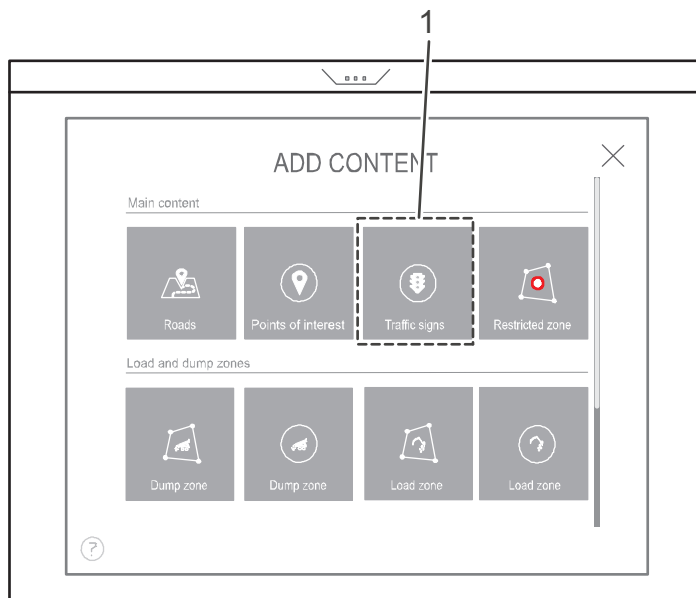 1
ADD CONTENT
Main content
Roads
Points of interest
Traffic signs
Restricted zone
Load and dump zones
Dump zone
Dump zone
Load zone
Load zone
?